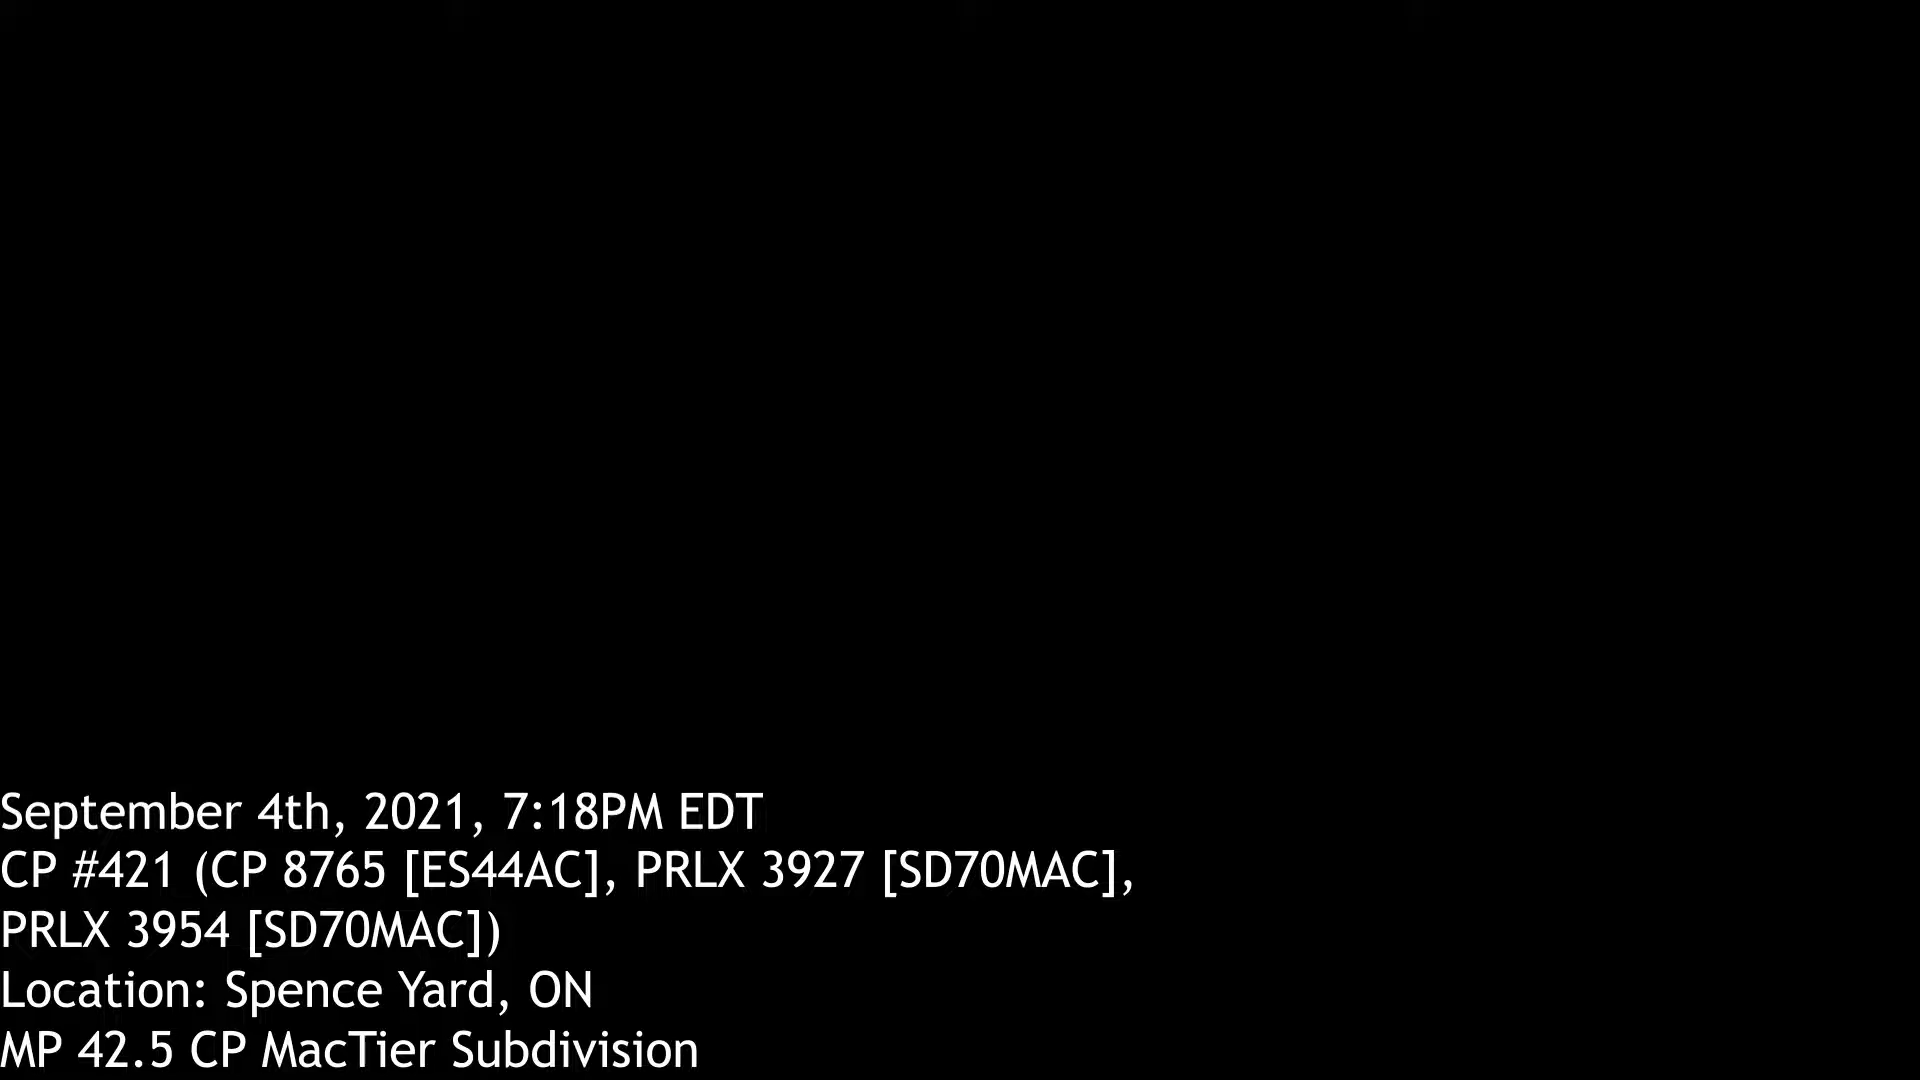 September 4th, 2021, 7:18PM EDT
CP #421 (CP 8765 [ES44AC], PRLX 3927 [SD70MAC],
PRLX 3954 [SD70MAC])
Location: Spence Yard, ON
MP 42.5 CP MacTier Subdivision